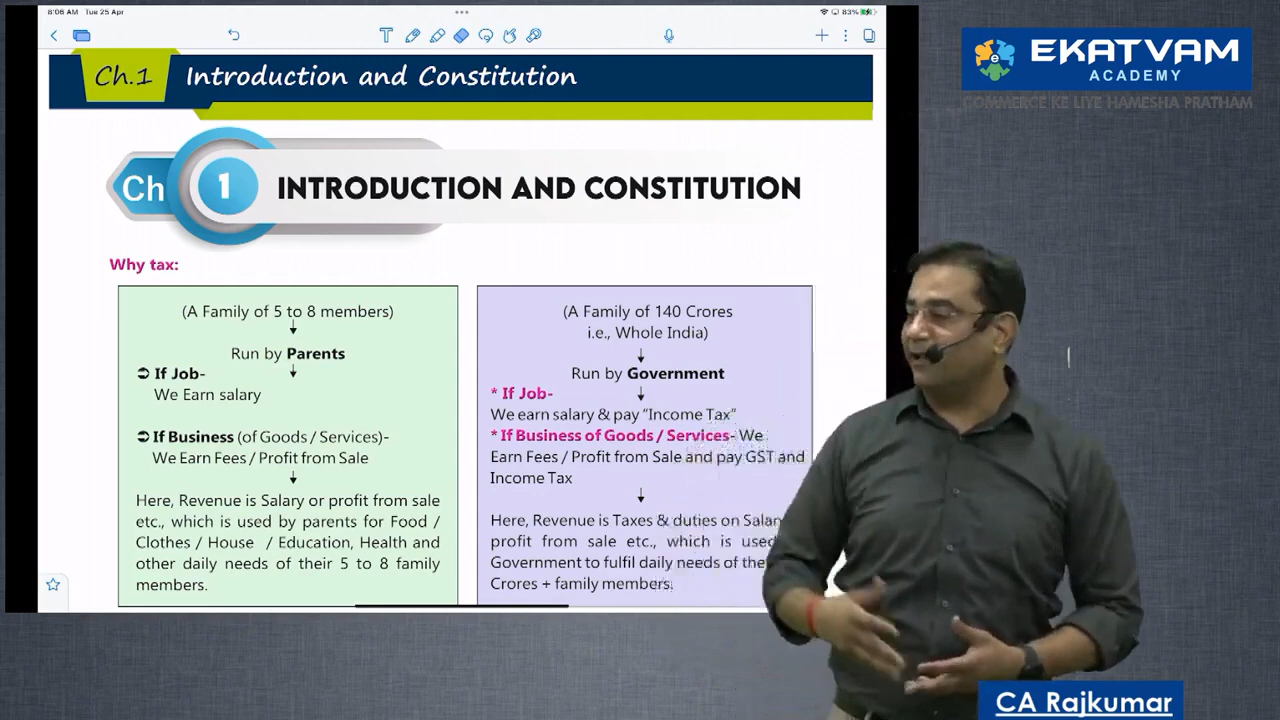 8:06 AM Tue 25 Apr
83%
Ch.1 Introduction and Constitution
EKATVAM
ACADEMY
COMMERCE KE LIYE HAMESHA PRATHAM
Ch 1 INTRODUCTION AND CONSTITUTION
Why tax:
(A Family of 5 to 8 members)
Run by Parents
If Job-
We Earn salary
If Business (of Goods / Services)-
We Earn Fees / Profit from Sale
Here, Revenue is Salary or profit from sale
etc., which is used by parents for Food /
Clothes / House / Education, Health and
other daily needs of their 5 to 8 family
members.
(A Family of 140 Crores
i.e., Whole India)
Run by Government
* If Job-
We earn salary & pay "Income Tax"
* If Business of Goods / Services- We
Earn Fees / Profit from Sale and pay GST and
Income Tax
Here, Revenue is Taxes & duties on
profit from sale etc., which is used
Government to fulfil daily needs of
Crores + family members.
CA Rajkumar